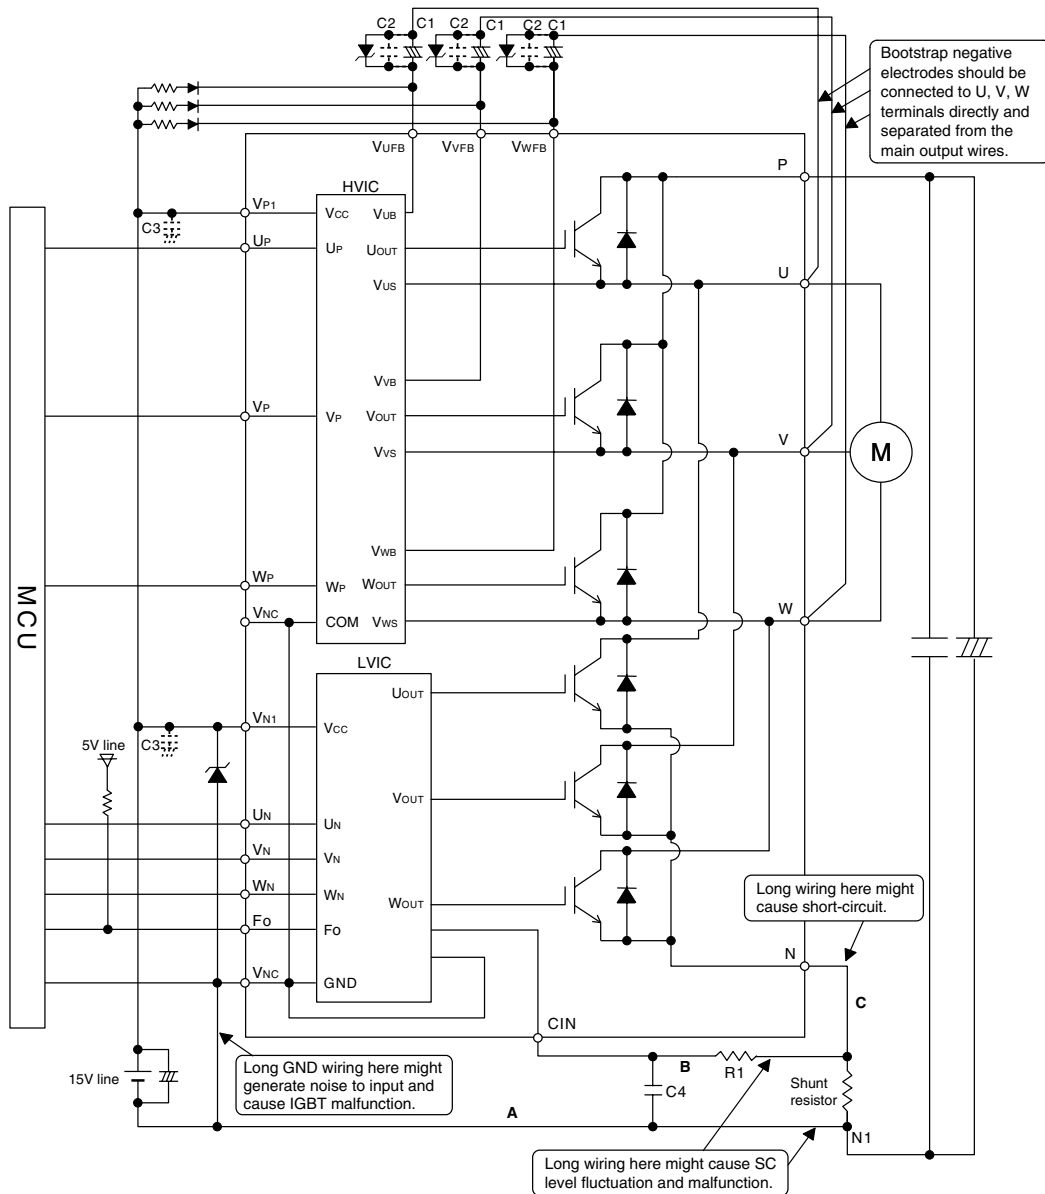 C2 C1 C2 C1 C2 C1
Bootstrap negative
electrodes should be
connected to U, V, W
terminals directly and
separated from the
main output wires.
VUFB VVFB VWFB
P
HVIC
VP1 VCC VUB
C3
UP UP UOUT
U
VUS
VVB
VP VP VOUT
V
VVS
M
VWB
WP WP WOUT
W
VNC COM VWS
MCU
LVIC
UOUT
VN1 VCC
5V line C3
VOUT
UN UN
VN VN
WN WN
WOUT
Long wiring here might
cause short-circuit.
Fo Fo
N
VNC GND
C
CIN
Long GND wiring here might
generate noise to input and
cause IGBT malfunction.
15V line
B
R1
C4
Shunt
resistor
A
N1
Long wiring here might cause SC
level fluctuation and malfunction.